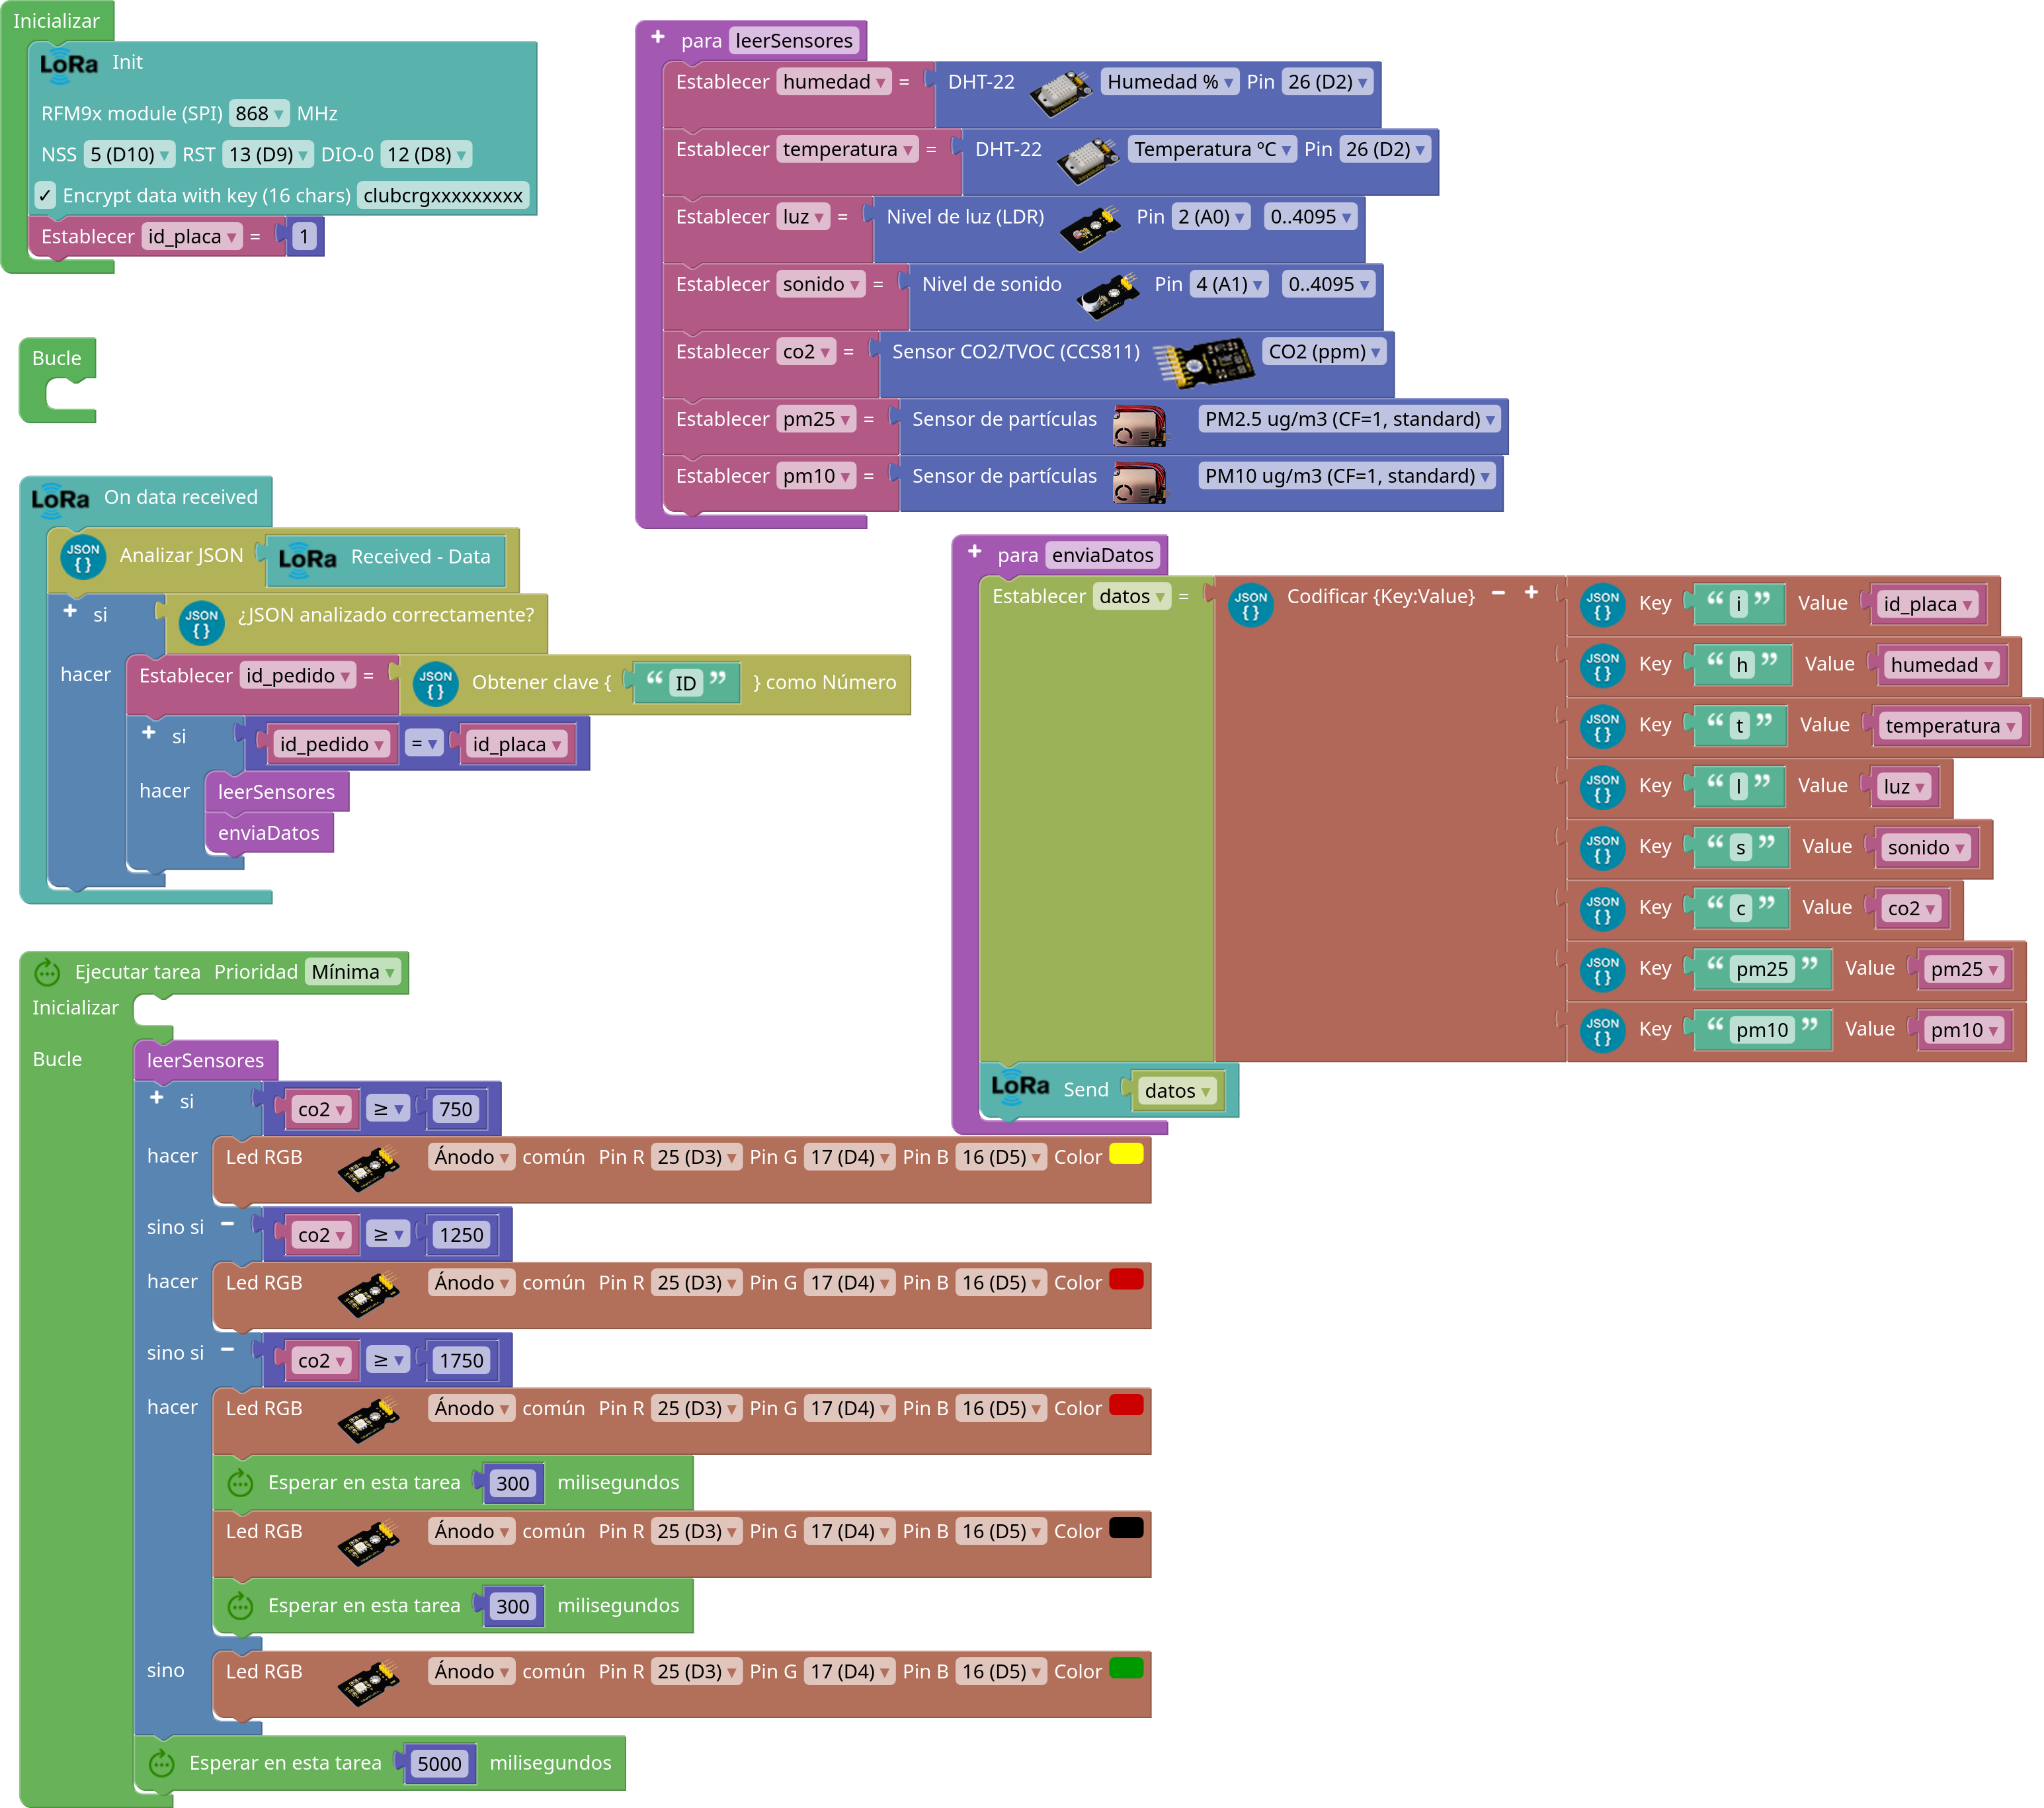 Inicializar
LoRa Init
RFM9x module (SPI) 868 MHz
NSS 5 (D10) RST 13 (D9) DIO-0 12 (D8)
✓ Encrypt data with key (16 chars) clubcrgxxxxxxxxx
Establecer id_placa = 1
Bucle
LoRa On data received
JSON { } Analizar JSON LoRa Received - Data
+ si JSON { } ¿JSON analizado correctamente?
hacer Establecer id_pedido = JSON { } Obtener clave { “ ID ” } como Número
+ si id_pedido = id_placa
hacer leerSensores
enviaDatos
+ para leerSensores
Establecer humedad = DHT-22 Humedad % Pin 26 (D2)
Establecer temperatura = DHT-22 Temperatura ºC Pin 26 (D2)
Establecer luz = Nivel de luz (LDR) Pin 2 (A0) 0..4095
Establecer sonido = Nivel de sonido Pin 4 (A1) 0..4095
Establecer co2 = Sensor CO2/TVOC (CCS811) CO2 (ppm)
Establecer pm25 = Sensor de partículas PM2.5 ug/m3 (CF=1, standard)
Establecer pm10 = Sensor de partículas PM10 ug/m3 (CF=1, standard)
+ para enviaDatos
Establecer datos = JSON { } Codificar {Key:Value} − + JSON { } Key “ i ” Value id_placa
JSON { } Key “ h ” Value humedad
JSON { } Key “ t ” Value temperatura
JSON { } Key “ l ” Value luz
JSON { } Key “ s ” Value sonido
JSON { } Key “ c ” Value co2
JSON { } Key “ pm25 ” Value pm25
JSON { } Key “ pm10 ” Value pm10
LoRa Send datos
Ejecutar tarea Prioridad Mínima
Inicializar
Bucle leerSensores
+ si co2 ≥ 750
hacer Led RGB Ánodo común Pin R 25 (D3) Pin G 17 (D4) Pin B 16 (D5) Color
sino si − co2 ≥ 1250
hacer Led RGB Ánodo común Pin R 25 (D3) Pin G 17 (D4) Pin B 16 (D5) Color
sino si − co2 ≥ 1750
hacer Led RGB Ánodo común Pin R 25 (D3) Pin G 17 (D4) Pin B 16 (D5) Color
Esperar en esta tarea 300 milisegundos
Led RGB Ánodo común Pin R 25 (D3) Pin G 17 (D4) Pin B 16 (D5) Color
Esperar en esta tarea 300 milisegundos
sino Led RGB Ánodo común Pin R 25 (D3) Pin G 17 (D4) Pin B 16 (D5) Color
Esperar en esta tarea 5000 milisegundos